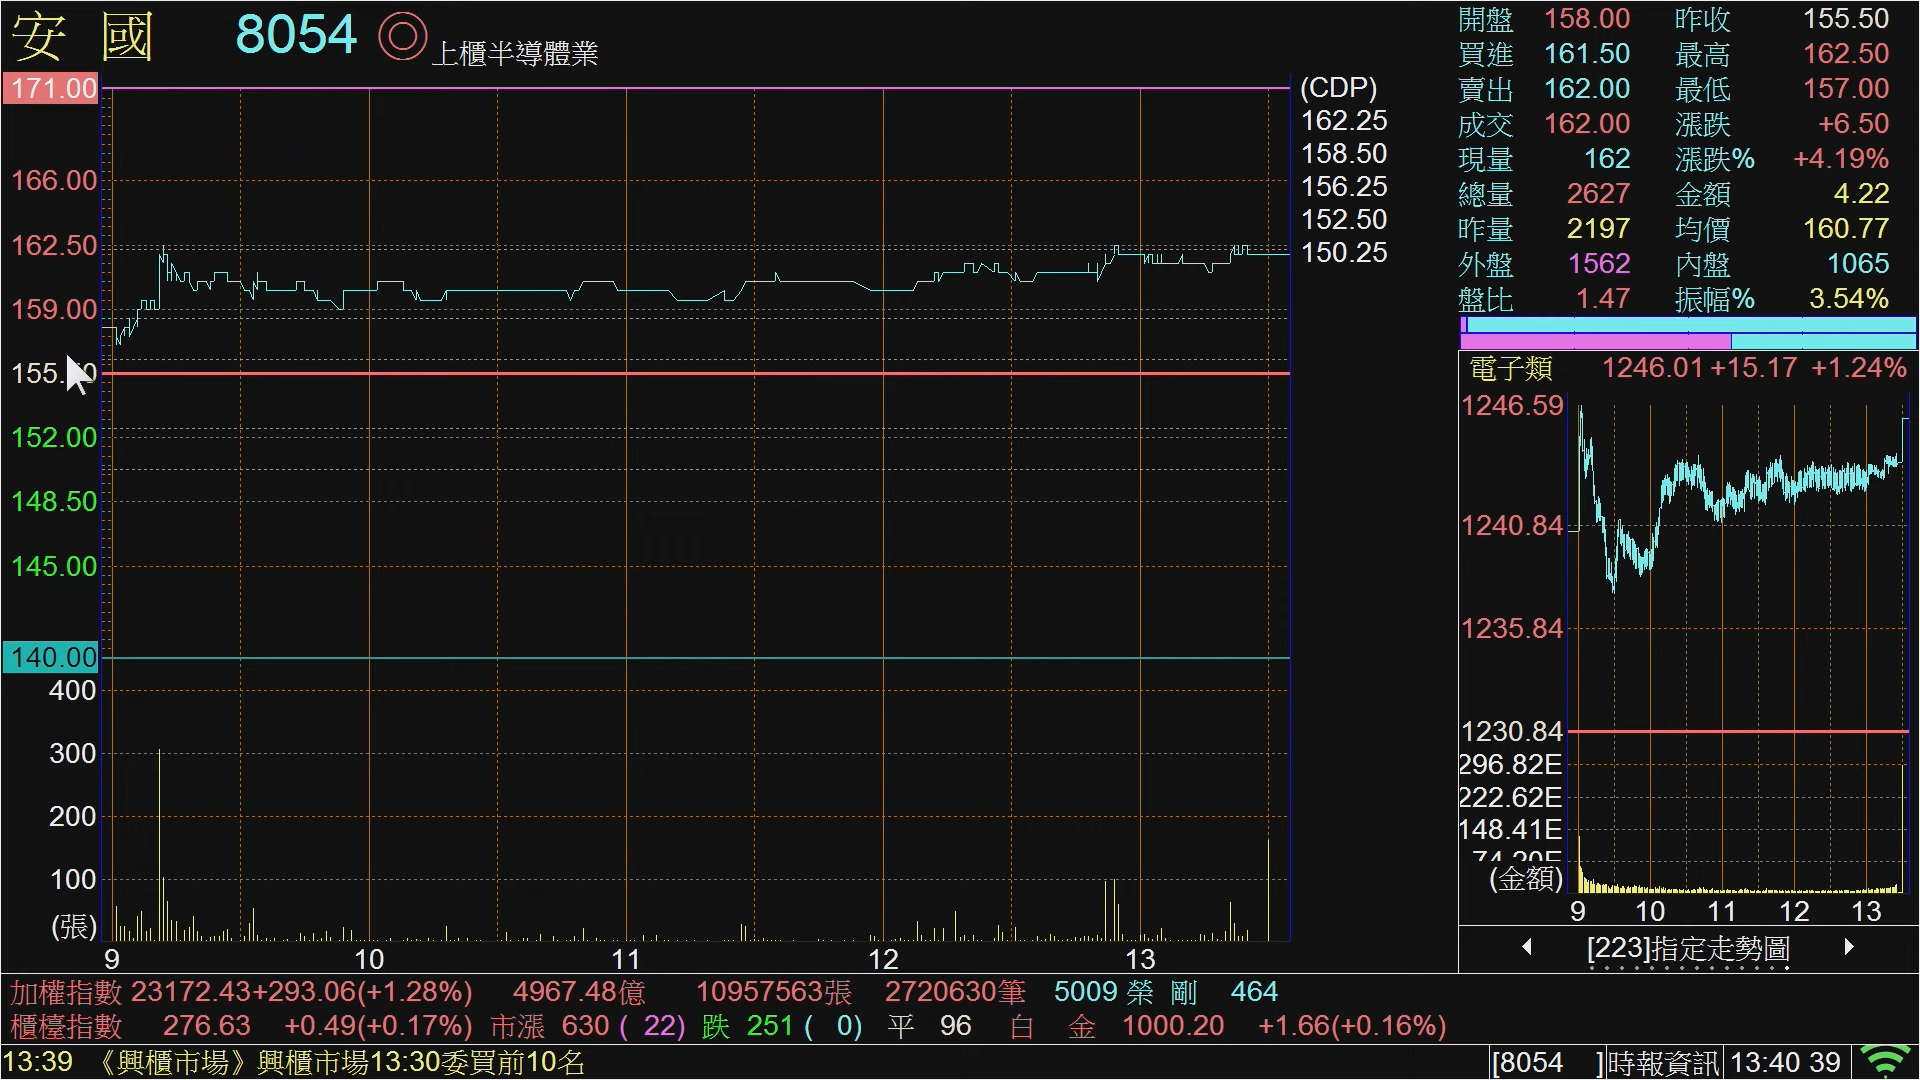 安 國 8054 ◎ 上櫃半導體業
171.00
166.00
162.50
159.00
152.00
148.50
145.00
140.00
400
300
200
100
(張)
9 10 11 12 13
(CDP)
162.25
158.50
156.25
152.50
150.25
開盤 158.00 昨收 155.50
買進 161.50 最高 162.50
賣出 162.00 最低 157.00
成交 162.00 漲跌 +6.50
現量 162 漲跌% +4.19%
總量 2627 金額 4.22
昨量 2197 均價 160.77
外盤 1562 內盤 1065
盤比 1.47 振幅% 3.54%
電子類 1246.01 +15.17 +1.24%
1246.59
1240.84
1235.84
1230.84
296.82E
222.62E
148.41E
74.20E
(金額)
9 10 11 12 13
[223]指定走勢圖
加權指數 23172.43+293.06(+1.28%) 4967.48億 10957563張 2720630筆 5009 榮 剛 464
櫃檯指數 276.63 +0.49(+0.17%) 市漲 630 ( 22) 跌 251 ( 0) 平 96 白 金 1000.20 +1.66(+0.16%)
13:39 《興櫃市場》興櫃市場13:30委買前10名 [8054 ]時報資訊 13:40 39